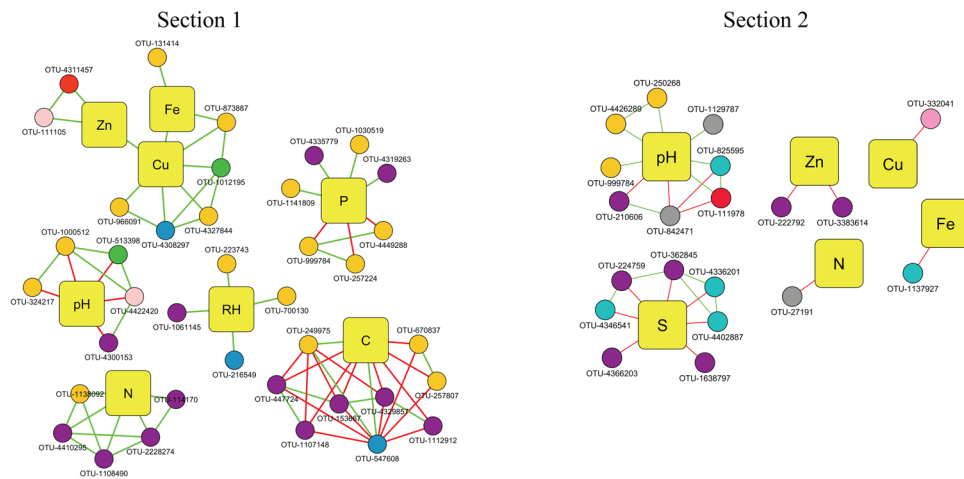 Section 1
Section 2
OTU-131414
OTU-4311457
OTU-873887
OTU-111105
Zn
Fe
Cu
OTU-1012195
OTU-966091
OTU-4327844
OTU-4308297
OTU-1030519
OTU-4335779
OTU-4319263
OTU-1141809
P
OTU-4449288
OTU-999784
OTU-257224
OTU-1000512
OTU-513398
OTU-324217
pH
OTU-4422420
OTU-4300153
OTU-223743
RH
OTU-700130
OTU-1061145
OTU-216549
OTU-249975
C
OTU-670837
OTU-447724
OTU-153667
OTU-4329857
OTU-257807
OTU-1107148
OTU-1112912
OTU-547608
OTU-1138092
N
OTU-114170
OTU-4410295
OTU-2228274
OTU-1108490
OTU-250268
OTU-4426289
OTU-1129787
pH
OTU-825595
OTU-999784
OTU-210606
OTU-111978
OTU-842471
Zn
OTU-222792
OTU-3383614
OTU-332041
Cu
Fe
OTU-1137927
N
OTU-27191
OTU-362845
OTU-224759
OTU-4336201
S
OTU-4346541
OTU-4402887
OTU-4366203
OTU-1638797